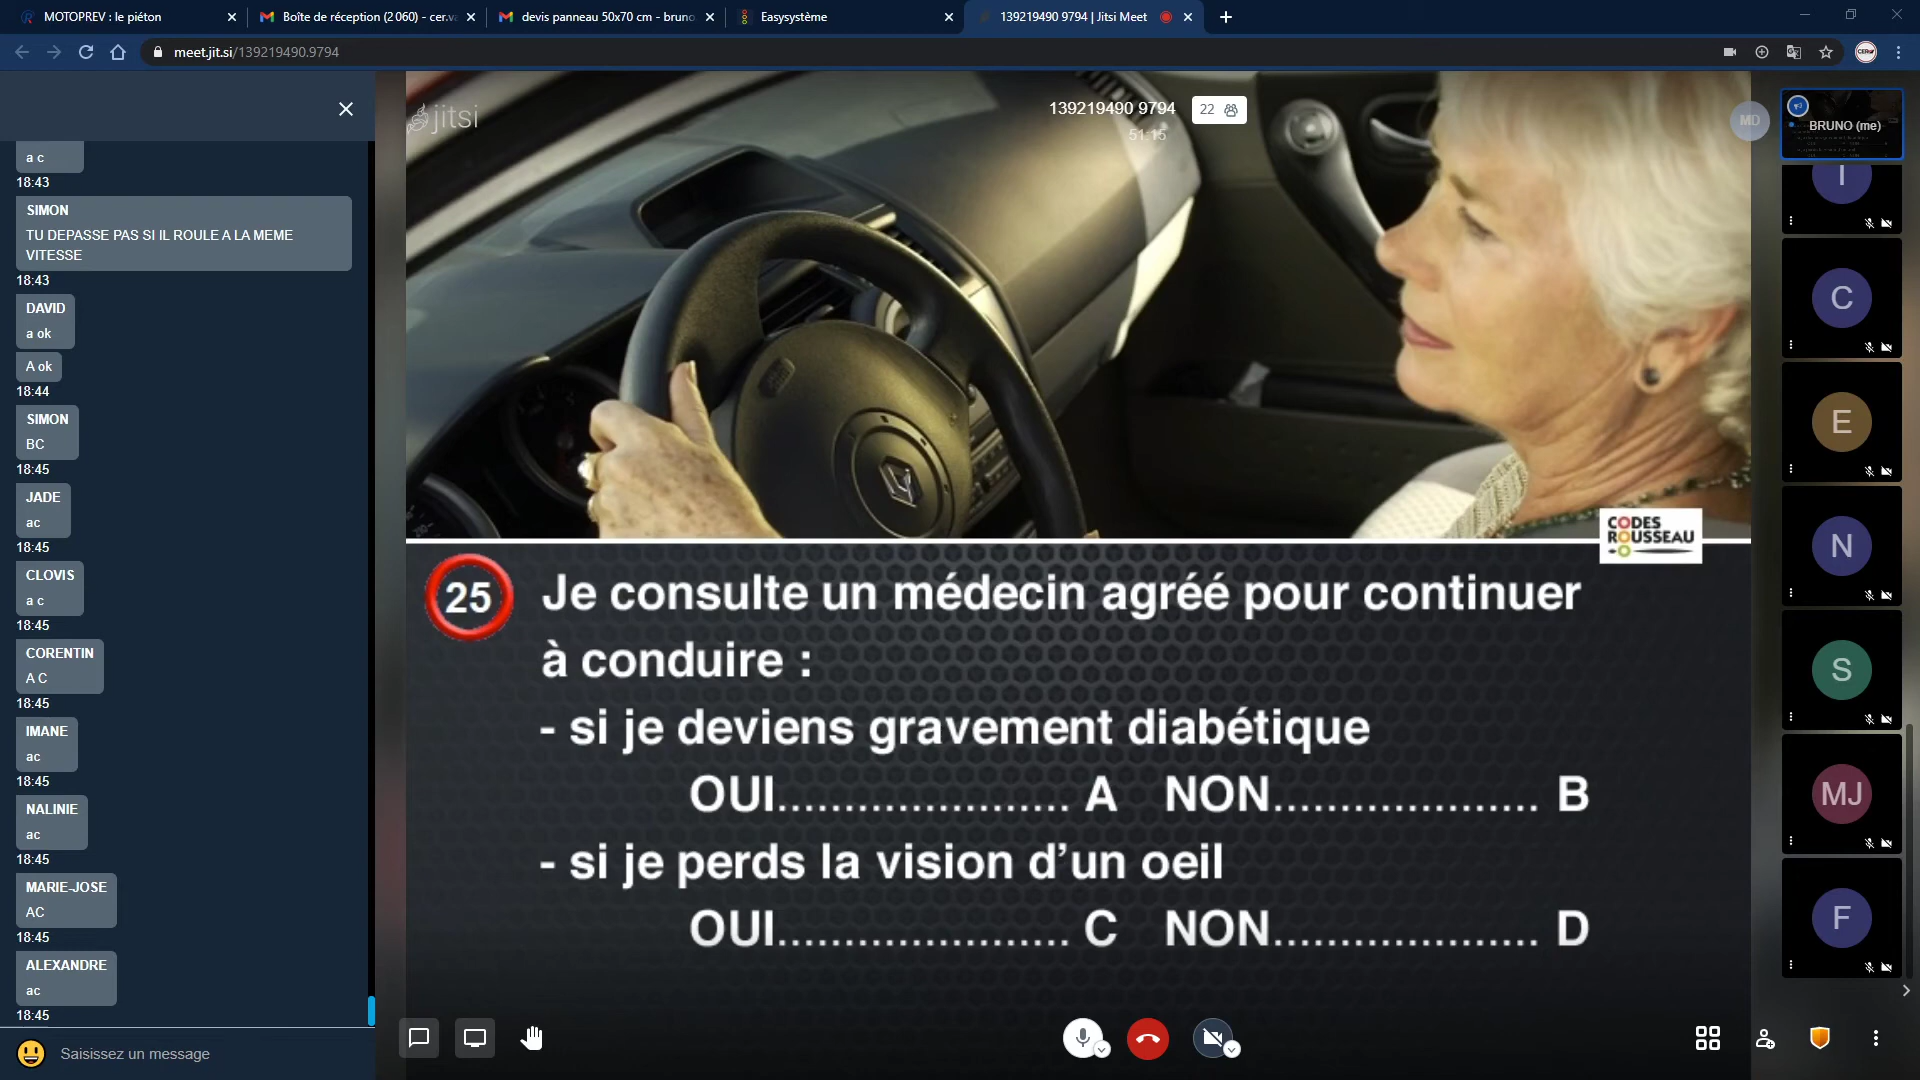 MOTOPREV : le piéton
Boîte de réception (2 060) - cer.va
devis panneau 50x70 cm - bruno.
Easysystème
139219490 9794 | Jitsi Meet
meet.jit.si/139219490.9794
jitsi
139219490 9794
22
51:15
MD
BRUNO (me)
a c
18:43
SIMON
TU DEPASSE PAS SI IL ROULE A LA MEME
VITESSE
18:43
DAVID
a ok
A ok
18:44
SIMON
BC
18:45
JADE
ac
18:45
CLOVIS
a c
18:45
CORENTIN
A C
18:45
IMANE
ac
18:45
NALINIE
ac
18:45
MARIE-JOSE
AC
18:45
ALEXANDRE
ac
18:45
Saisissez un message
CODES
ROUSSEAU
25
Je consulte un médecin agréé pour continuer
à conduire :
- si je deviens gravement diabétique
OUI...................... A NON.................... B
- si je perds la vision d'un oeil
OUI...................... C NON.................... D
I
C
E
N
S
MJ
F